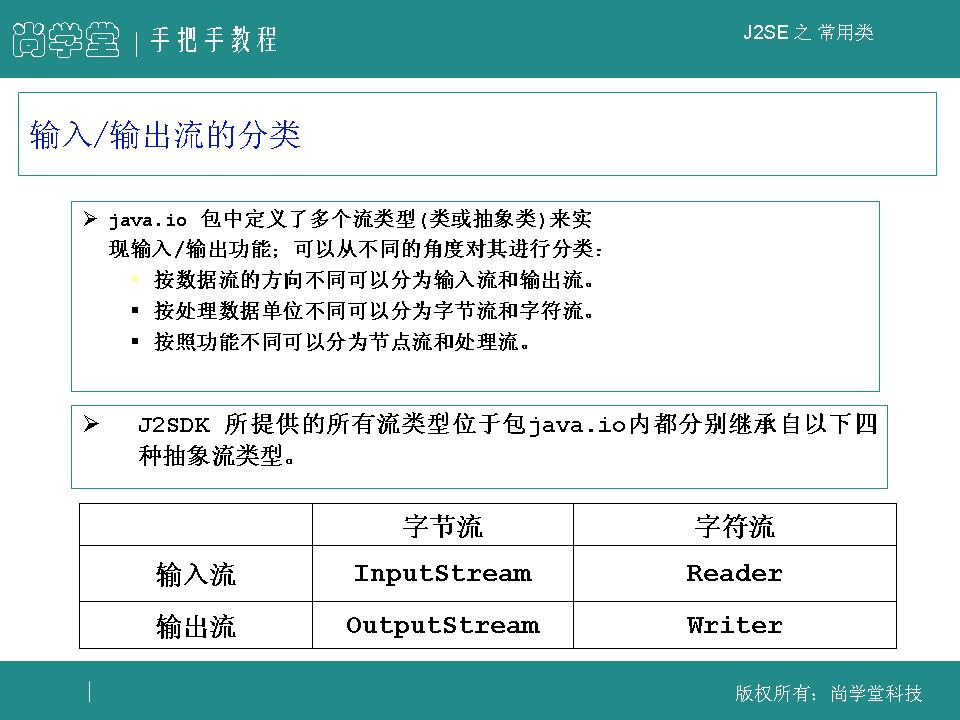 尚学堂
手把手教程
J2SE 之 常用类
输入/输出流的分类
java.io 包中定义了多个流类型(类或抽象类)来实
现输入/输出功能；可以从不同的角度对其进行分类：
按数据流的方向不同可以分为输入流和输出流。
按处理数据单位不同可以分为字节流和字符流。
按照功能不同可以分为节点流和处理流。
J2SDK 所提供的所有流类型位于包java.io内都分别继承自以下四
种抽象流类型。
字节流 字符流
输入流 InputStream Reader
输出流 OutputStream Writer
版权所有：尚学堂科技